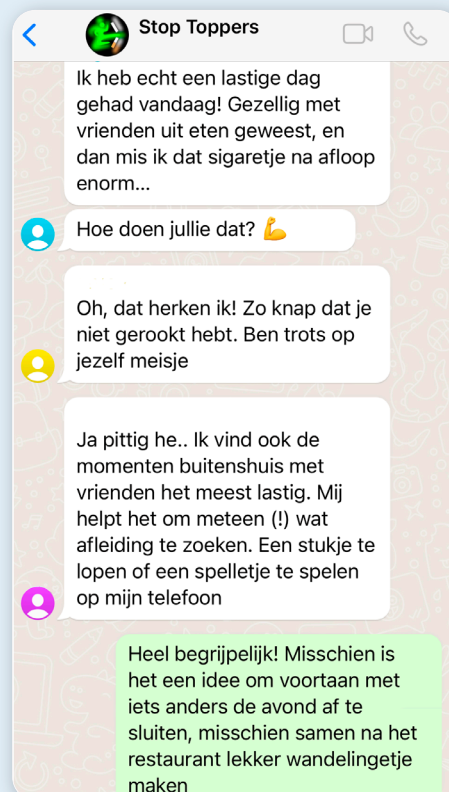 Stop Toppers
Ik heb echt een lastige dag
gehad vandaag! Gezellig met
vrienden uit eten geweest, en
dan mis ik dat sigaretje na afloop
enorm...
Hoe doen jullie dat? 💪
Oh, dat herken ik! Zo knap dat je
niet gerookt hebt. Ben trots op
jezelf meisje
Ja pittig he.. Ik vind ook de
momenten buitenshuis met
vrienden het meest lastig. Mij
helpt het om meteen (!) wat
afleiding te zoeken. Een stukje te
lopen of een spelletje te spelen
op mijn telefoon
Heel begrijpelijk! Misschien is
het een idee om voortaan met
iets anders de avond af te
sluiten, misschien samen na het
restaurant lekker wandelingetje
maken